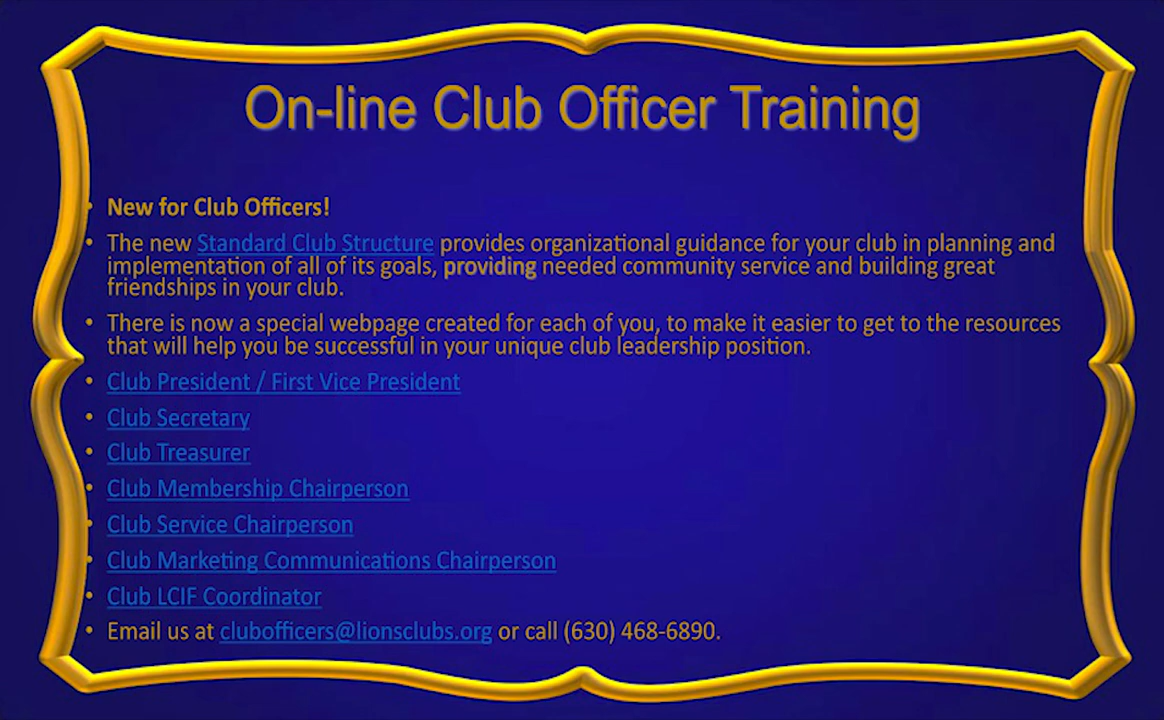 On-line Club Officer Training
• New for Club Officers!
• The new Standard Club Structure provides organizational guidance for your club in planning and
implementation of all of its goals, providing needed community service and building great
friendships in your club.
• There is now a special webpage created for each of you, to make it easier to get to the resources
that will help you be successful in your unique club leadership position.
• Club President / First Vice President
• Club Secretary
• Club Treasurer
• Club Membership Chairperson
• Club Service Chairperson
• Club Marketing Communications Chairperson
• Club LCIF Coordinator
• Email us at clubofficers@lionsclubs.org or call (630) 468-6890.